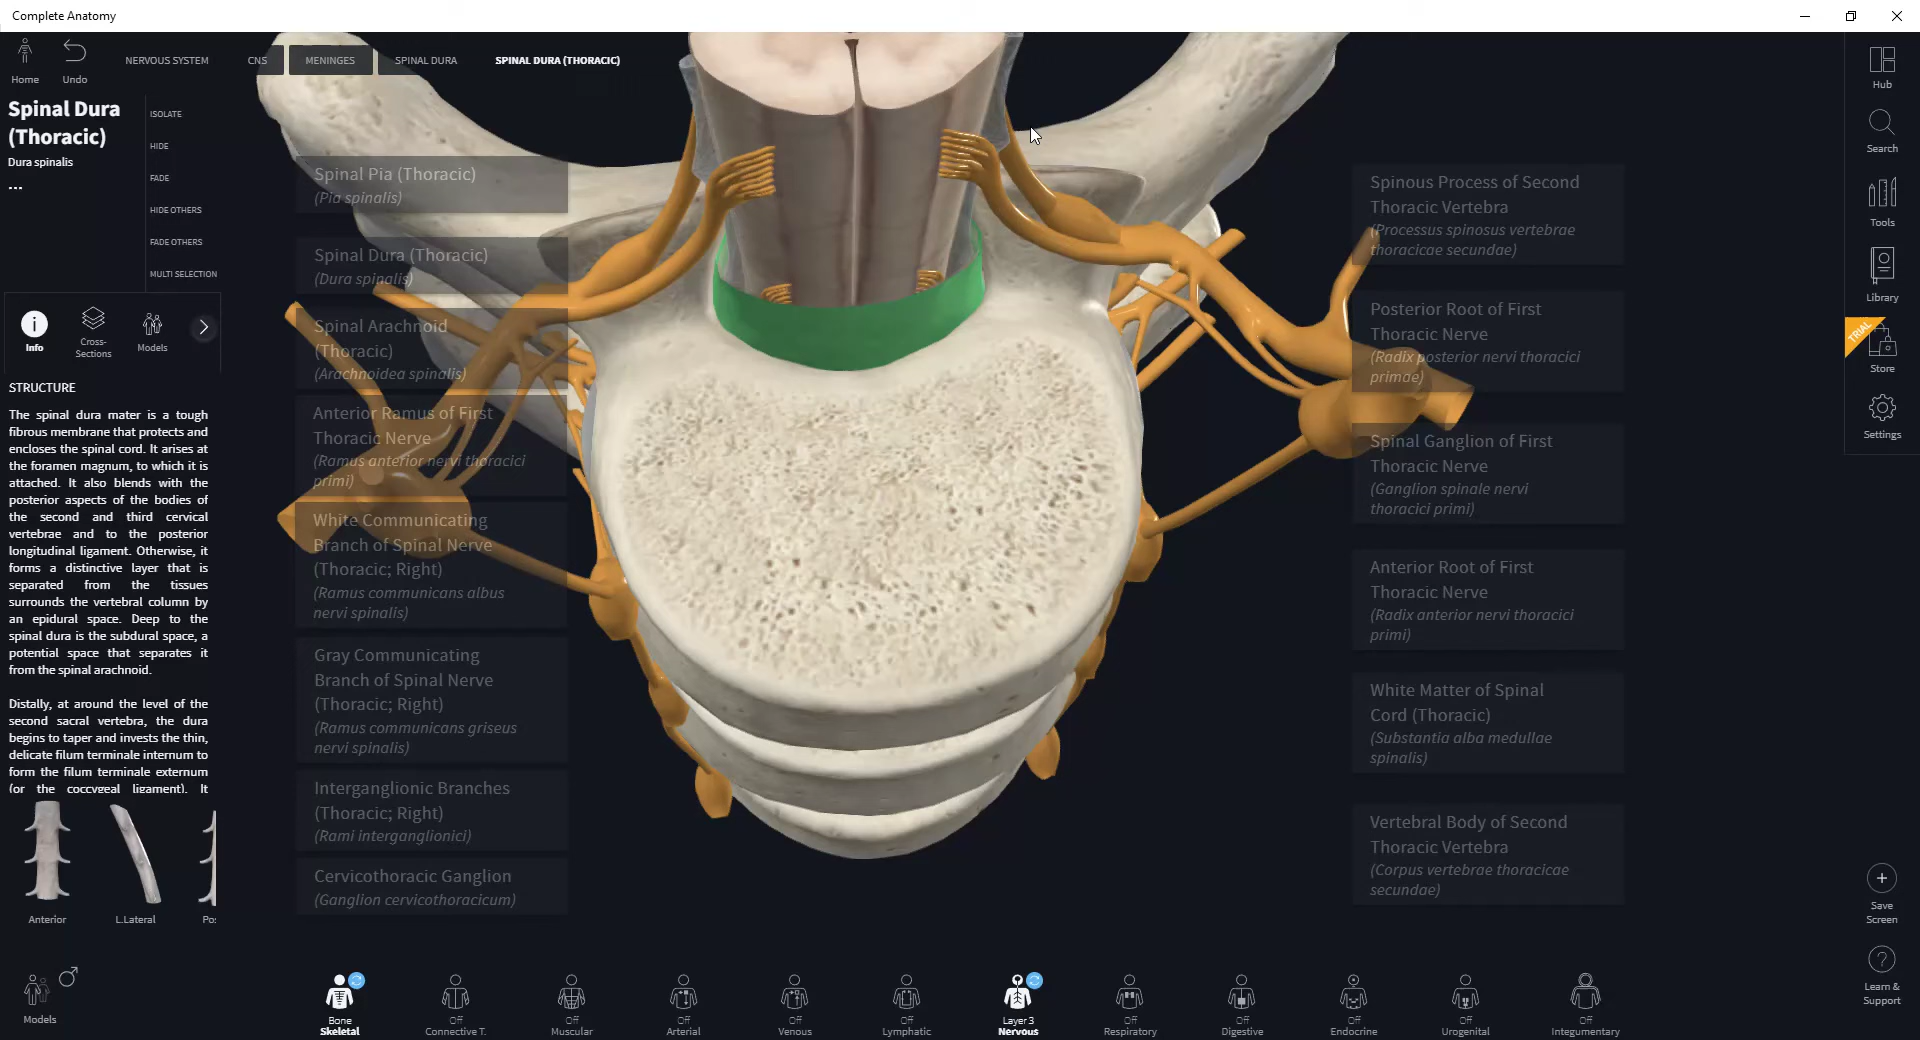 Complete Anatomy
Home
Undo
NERVOUS SYSTEM
CNS
MENINGES
SPINAL DURA
SPINAL DURA (THORACIC)
Spinal Dura
(Thoracic)
Dura spinalis
...
ISOLATE
HIDE
FADE
HIDE OTHERS
FADE OTHERS
MULTI SELECTION
Info
Cross-
Sections
Models
STRUCTURE
The spinal dura mater is a tough
fibrous membrane that protects and
encloses the spinal cord. It arises at
the foramen magnum, to which it is
attached. It also blends with the
posterior aspects of the bodies of
the second and third cervical
vertebrae and to the posterior
longitudinal ligament. Otherwise, it
forms a distinctive layer that is
separated from the tissues
surrounds the vertebral column by
an epidural space. Deep to the
spinal dura is the subdural space, a
potential space that separates it
from the spinal arachnoid.
Distally, at around the level of the
second sacral vertebra, the dura
begins to taper and invests the thin,
delicate filum terminale internum to
form the filum terminale externum
(or the coccygeal ligament). It
Anterior
L.Lateral
Pos
Models
Spinal Pia (Thoracic)
(Pia spinalis)
Spinal Dura (Thoracic)
(Dura spinalis)
Spinal Arachnoid
(Thoracic)
(Arachnoidea spinalis)
Anterior Ramus of First
Thoracic Nerve
(Ramus anterior nervi thoracici
primi)
White Communicating
Branch of Spinal Nerve
(Thoracic; Right)
(Ramus communicans albus
nervi spinalis)
Gray Communicating
Branch of Spinal Nerve
(Thoracic; Right)
(Ramus communicans griseus
nervi spinalis)
Interganglionic Branches
(Thoracic; Right)
(Rami interganglionici)
Cervicothoracic Ganglion
(Ganglion cervicothoracicum)
Spinous Process of Second
Thoracic Vertebra
(Processus spinosus vertebrae
thoracicae secundae)
Posterior Root of First
Thoracic Nerve
(Radix posterior nervi thoracici
primae)
Spinal Ganglion of First
Thoracic Nerve
(Ganglion spinale nervi
thoracici primi)
Anterior Root of First
Thoracic Nerve
(Radix anterior nervi thoracici
primi)
White Matter of Spinal
Cord (Thoracic)
(Substantia alba medullae
spinalis)
Vertebral Body of Second
Thoracic Vertebra
(Corpus vertebrae thoracicae
secundae)
Hub
Search
Tools
Library
TRIAL
Store
Settings
Save
Screen
Learn &
Support
Bone
Skeletal
Off
Connective T.
Off
Muscular
Off
Arterial
Off
Venous
Off
Lymphatic
Layer 3
Nervous
Off
Respiratory
Off
Digestive
Off
Endocrine
Off
Urogenital
Off
Integumentary